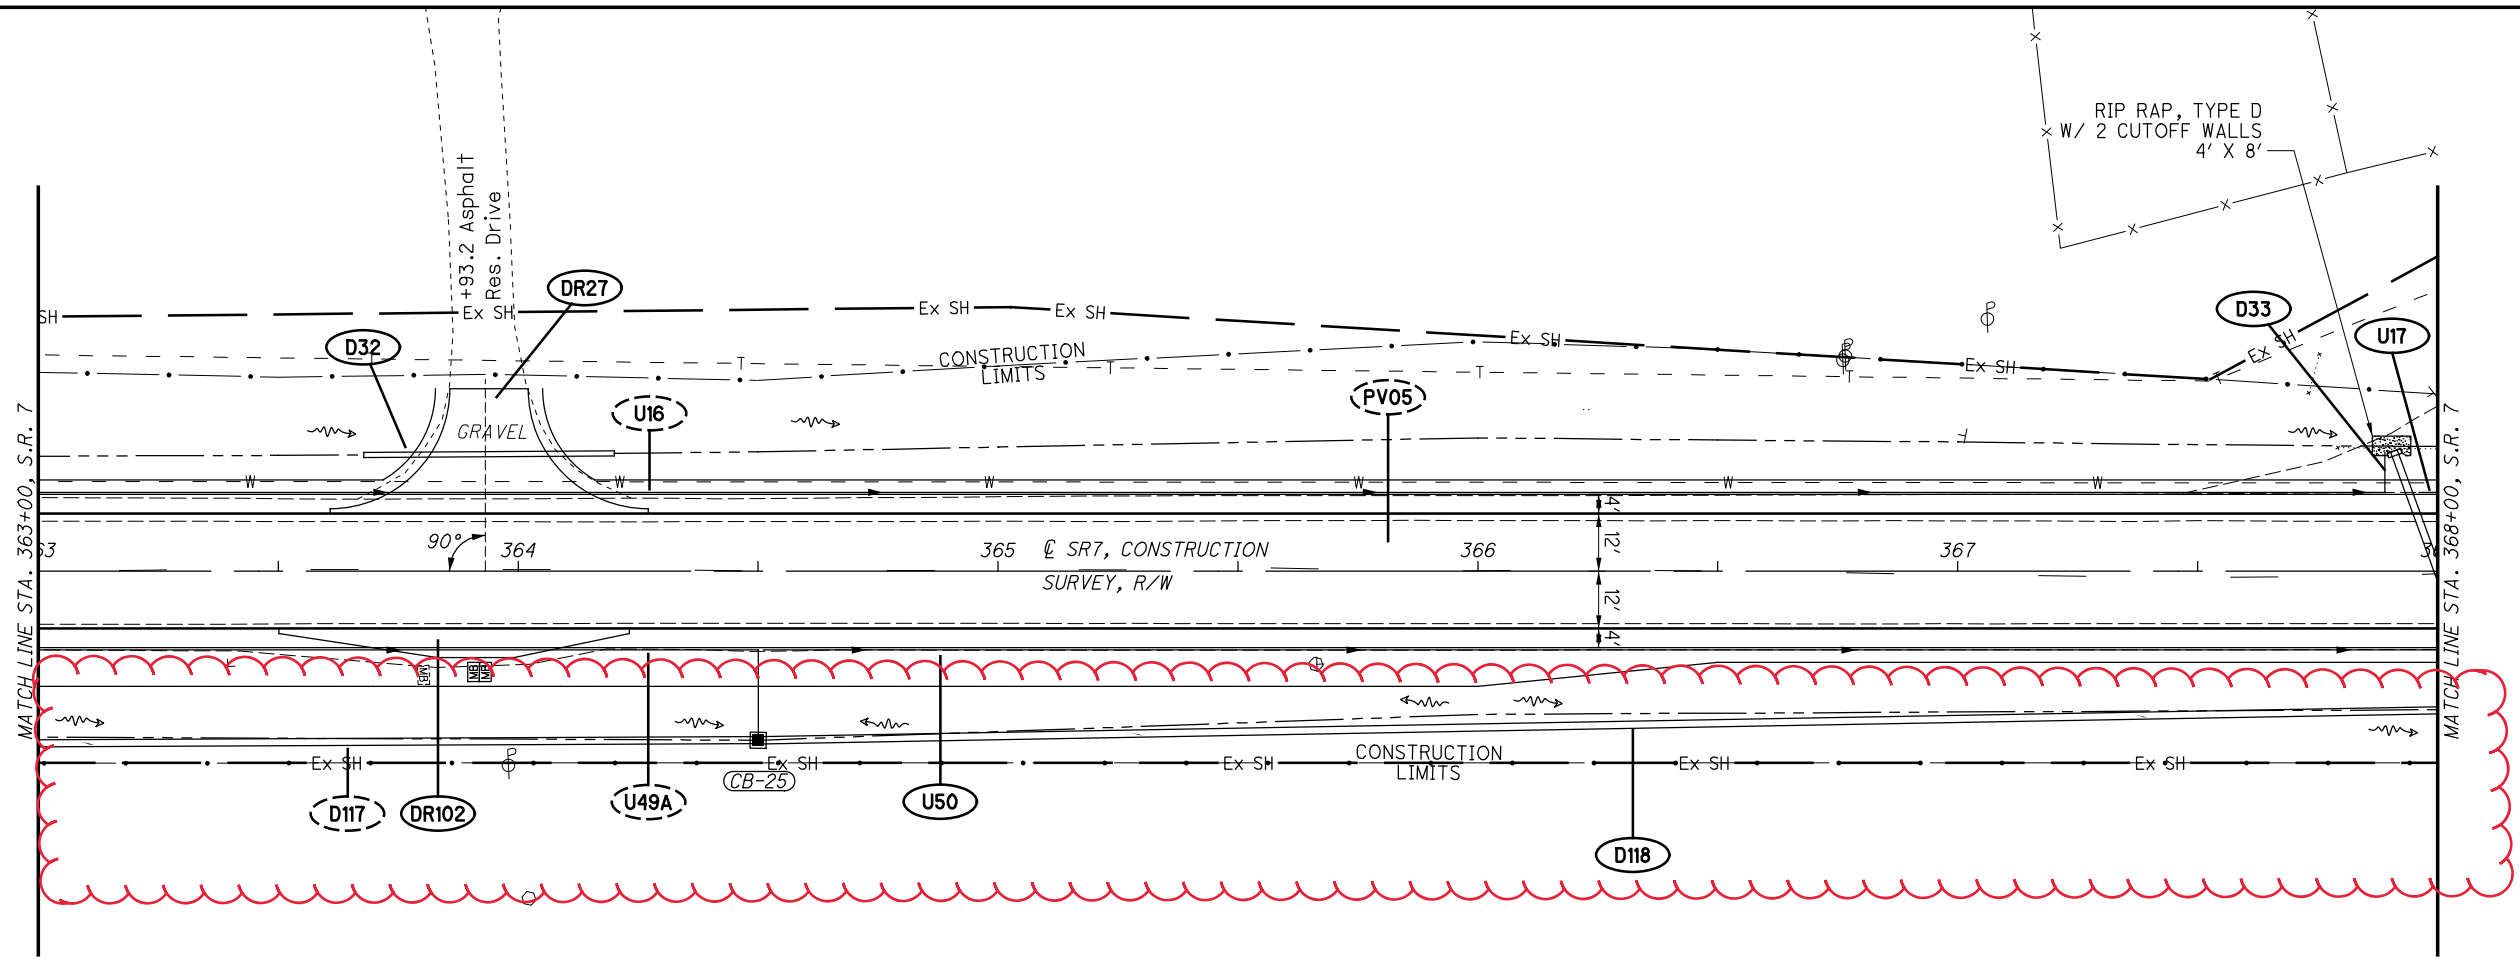 RIP RAP, TYPE D
W/ 2 CUTOFF WALLS
4' X 8'
+93.2 Asphalt
Res. Drive
DR27
D32
D33
U17
SH
Ex SH
Ex SH
Ex SH
Ex SH
Ex SH
Ex SH
CONSTRUCTION
LIMITS
T
T
T
T
U16
PV05
GRAVEL
W
W
W
W
W
W
4'
12'
12'
4'
90°
63
364
365
℄ SR7, CONSTRUCTION
SURVEY, R/W
366
367
36
MATCH LINE STA. 363+00, S.R. 7
MATCH LINE STA. 368+00, S.R. 7
MB
MB
MB
Ex SH
Ex SH
Ex SH
Ex SH
Ex SH
CONSTRUCTION
LIMITS
CB-25
D117
DR102
U49A
U50
D118